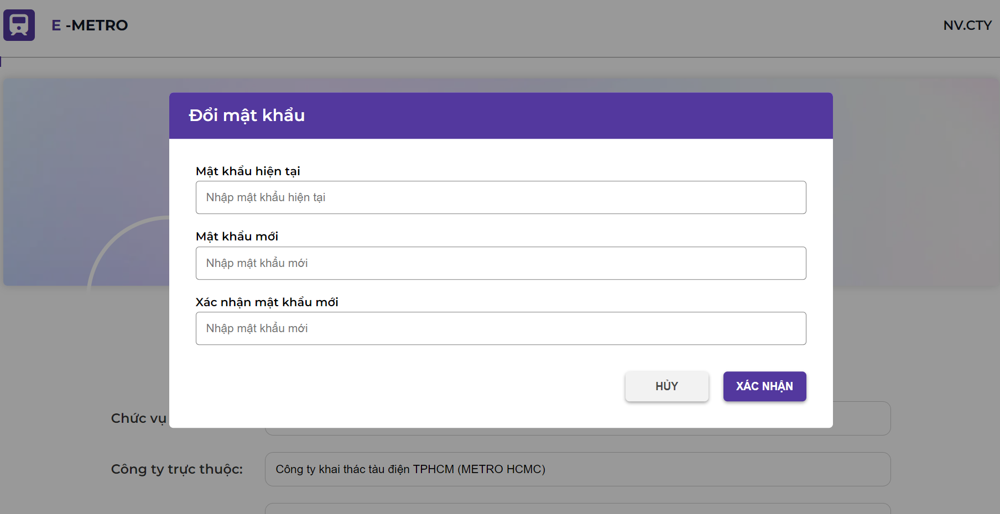 E -METRO
NV.CTY
Đổi mật khẩu
Mật khẩu hiện tại
Nhập mật khẩu hiện tại
Mật khẩu mới
Nhập mật khẩu mới
Xác nhận mật khẩu mới
Nhập mật khẩu mới
HỦY
XÁC NHẬN
Chức vụ
Công ty trực thuộc:
Công ty khai thác tàu điện TPHCM (METRO HCMC)